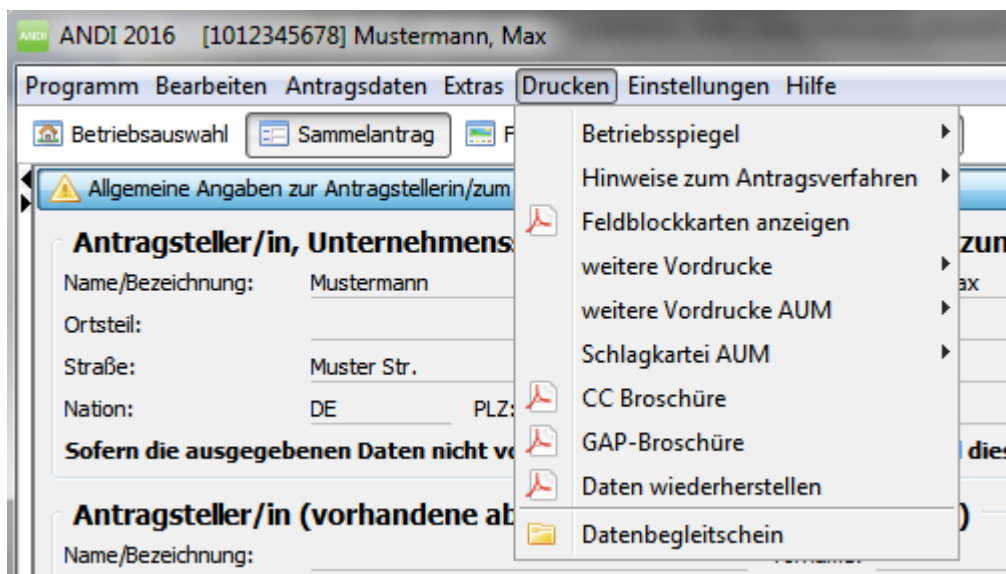 ANDI ANDI 2016 [1012345678] Mustermann, Max
Programm Bearbeiten Antragsdaten Extras Drucken Einstellungen Hilfe
Betriebsauswahl Sammelantrag F
Allgemeine Angaben zur Antragstellerin/zum
Antragsteller/in, Unternehmens zun
Name/Bezeichnung: Mustermann ax
Ortsteil:
Straße: Muster Str.
Nation: DE PLZ:
Sofern die ausgegebenen Daten nicht vo dies
Antragsteller/in (vorhandene ab )
Name/Bezeichnung:
Betriebsspiegel
Hinweise zum Antragsverfahren
Feldblockkarten anzeigen
weitere Vordrucke
weitere Vordrucke AUM
Schlagkartei AUM
CC Broschüre
GAP-Broschüre
Daten wiederherstellen
Datenbegleitschein